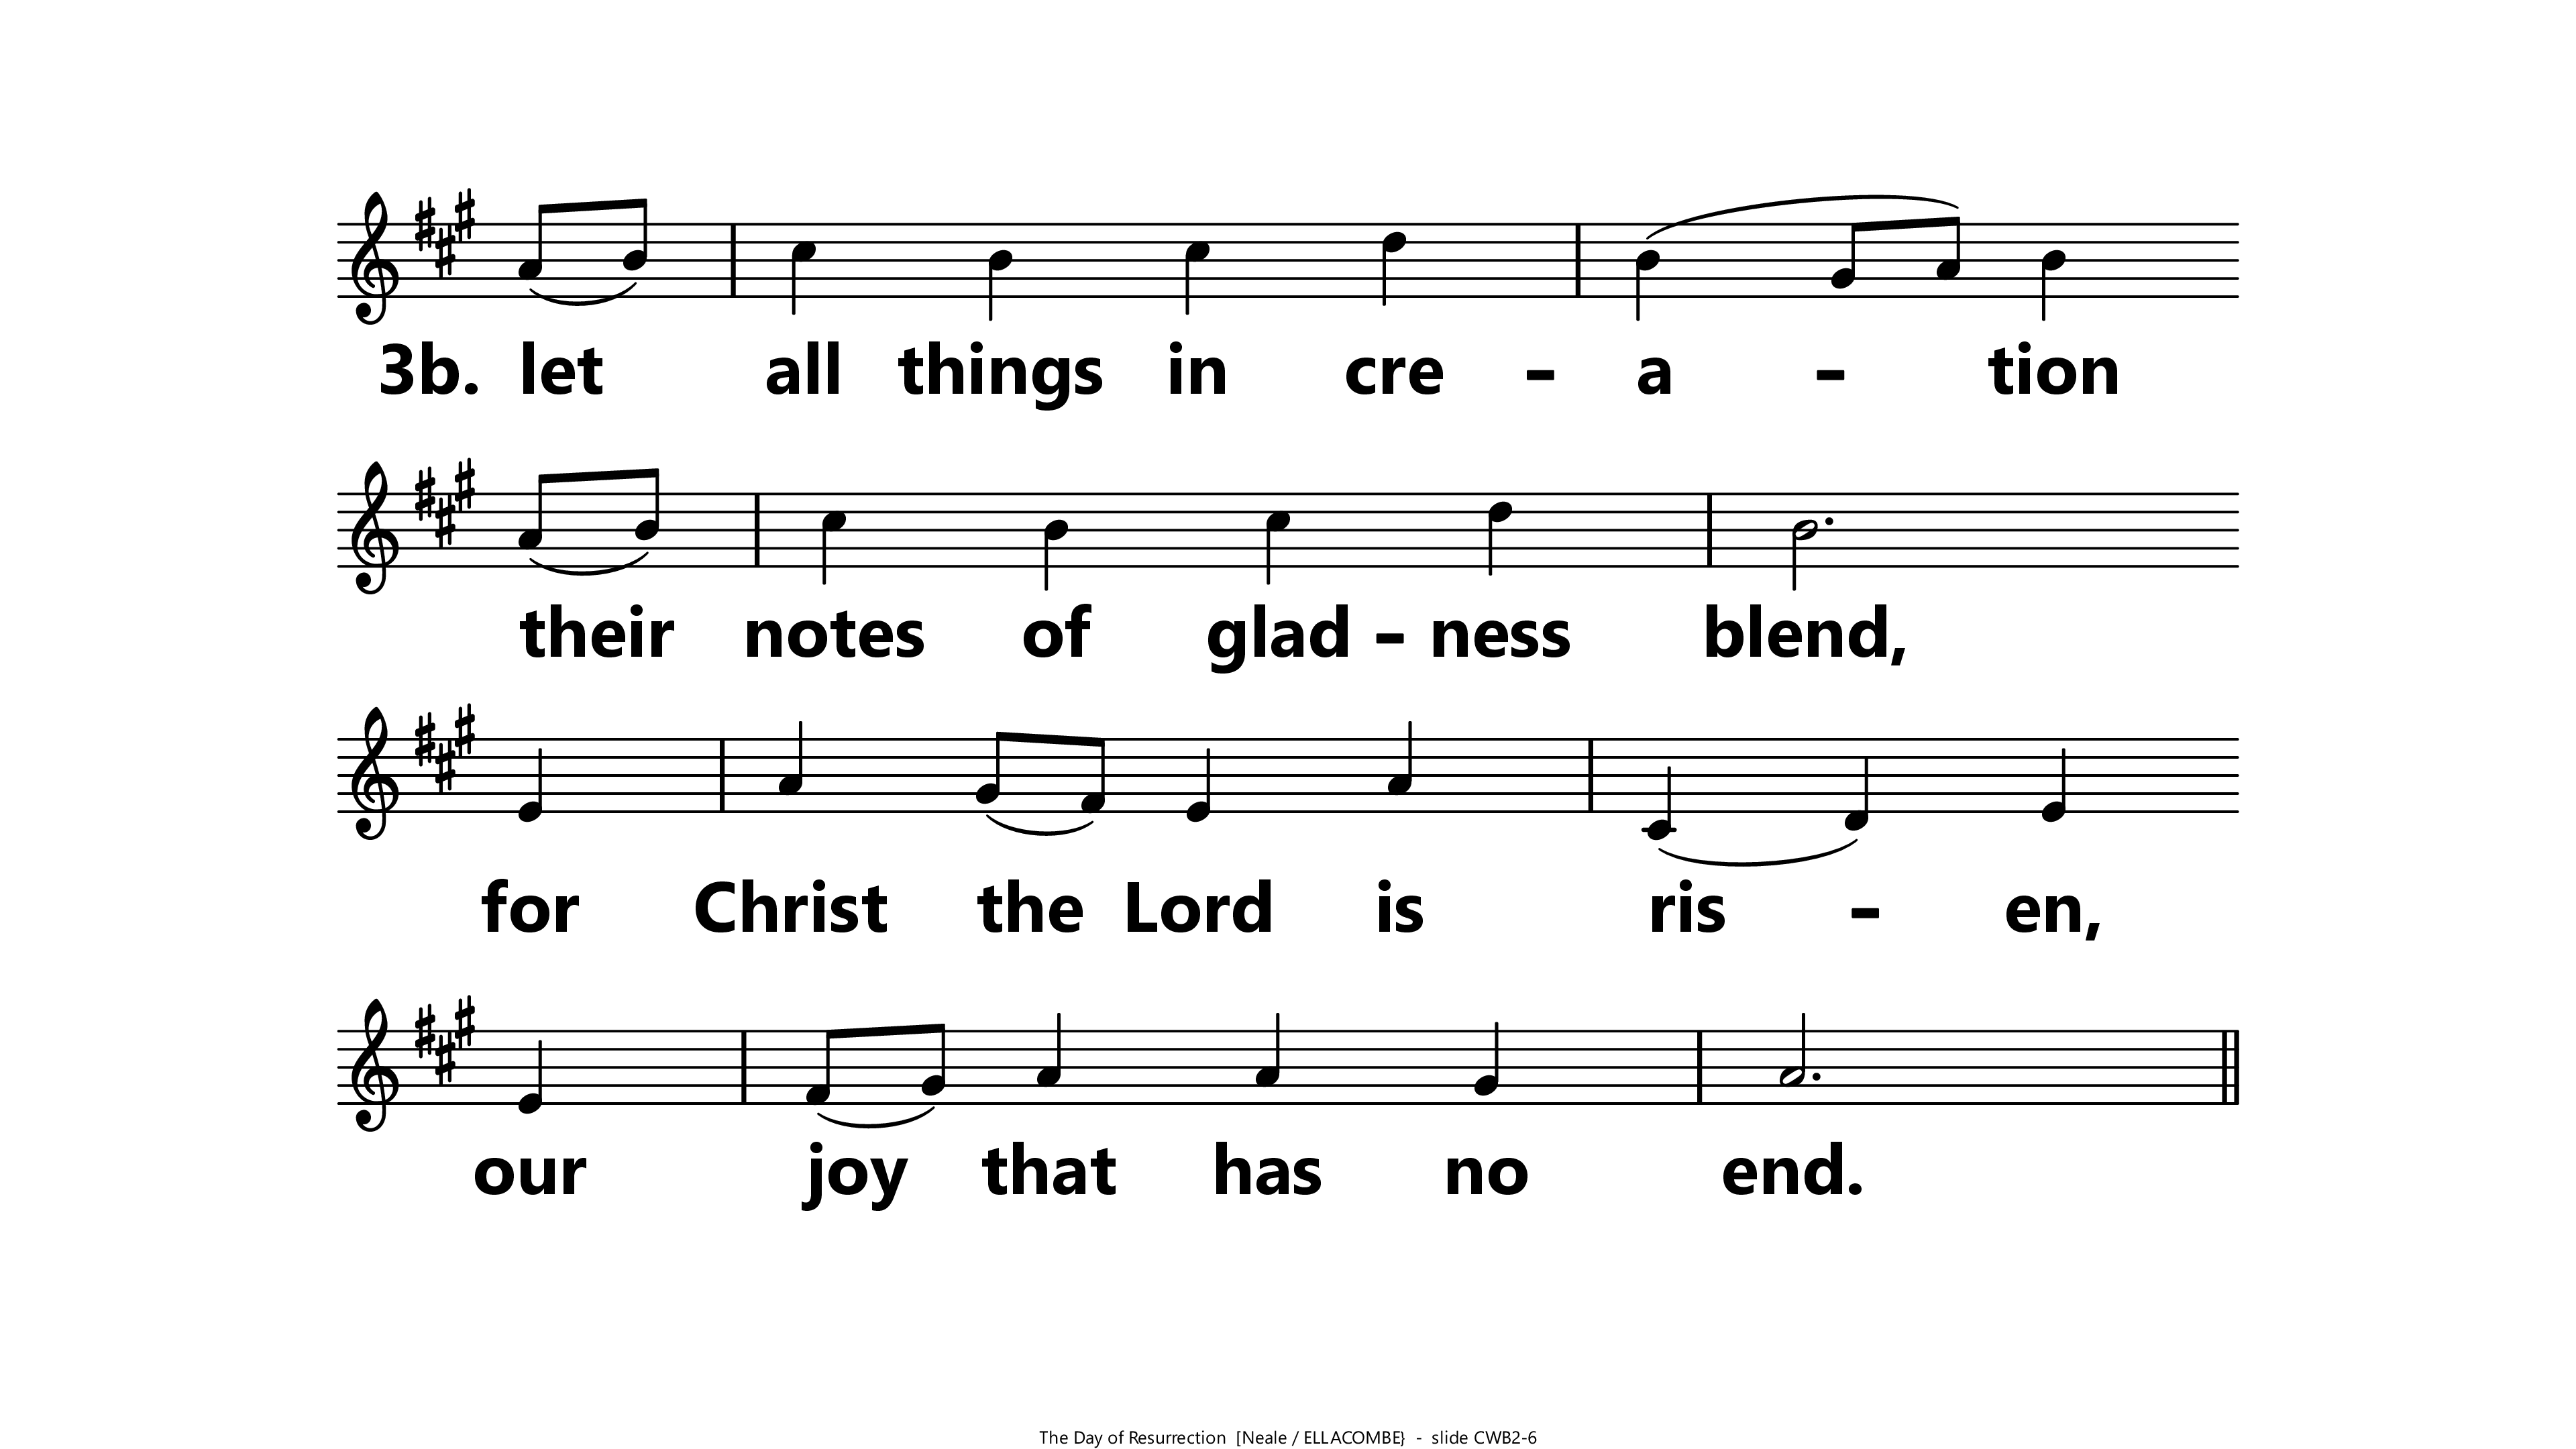 3b. let all things in cre - a - tion
their notes of glad - ness blend,
for Christ the Lord is ris - en,
our joy that has no end.
The Day of Resurrection [Neale / ELLACOMBE} - slide CWB2-6